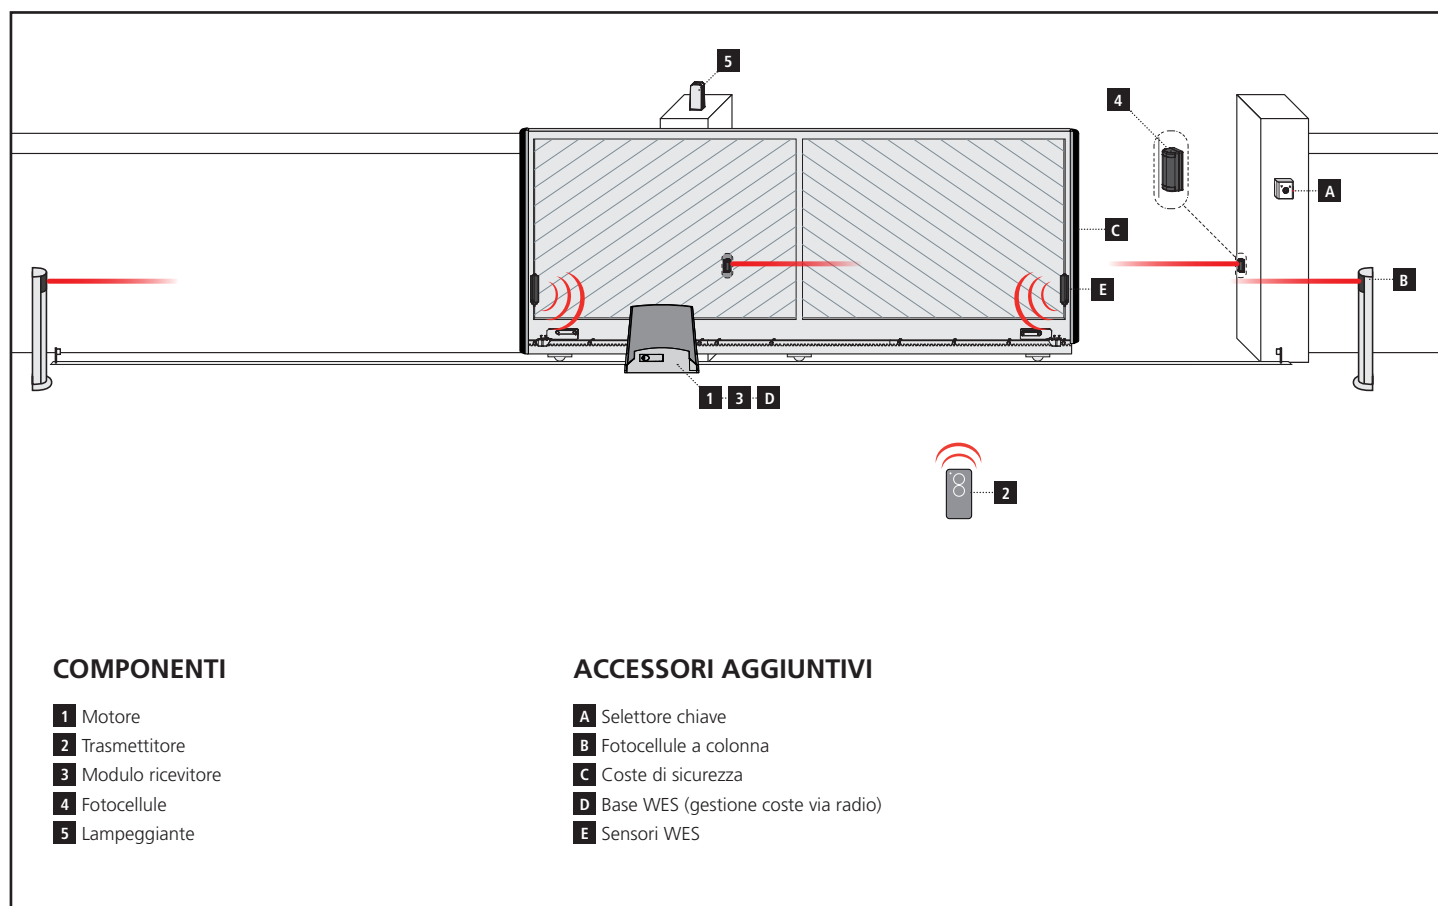 5
4
A
C
E
B
1 3 D
2
COMPONENTI
1 Motore
2 Trasmettitore
3 Modulo ricevitore
4 Fotocellule
5 Lampeggiante
ACCESSORI AGGIUNTIVI
A Selettore chiave
B Fotocellule a colonna
C Coste di sicurezza
D Base WES (gestione coste via radio)
E Sensori WES